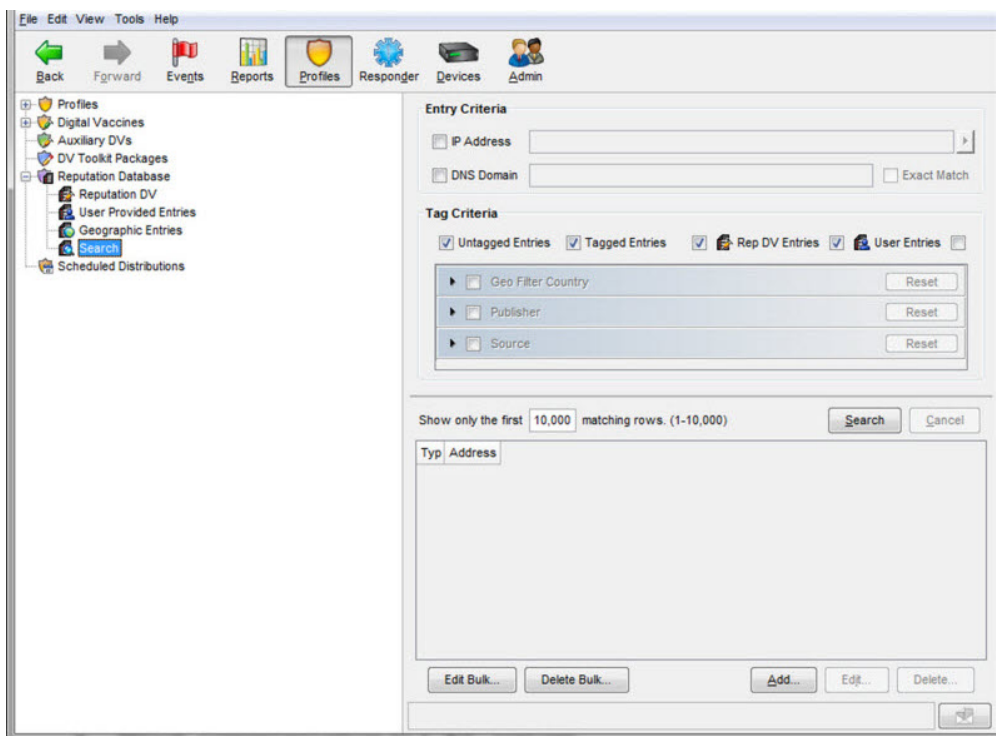 File Edit View Tools Help
Back Forward Events Reports Profiles Responder Devices Admin
Profiles
Digital Vaccines
Auxiliary DVs
DV Toolkit Packages
Reputation Database
Reputation DV
User Provided Entries
Geographic Entries
Search
Scheduled Distributions
Entry Criteria
IP Address
DNS Domain Exact Match
Tag Criteria
Untagged Entries Tagged Entries Rep DV Entries User Entries
Geo Filter Country Reset
Publisher Reset
Source Reset
Show only the first 10,000 matching rows. (1-10,000) Search Cancel
Typ Address
Edit Bulk... Delete Bulk... Add... Edit... Delete...